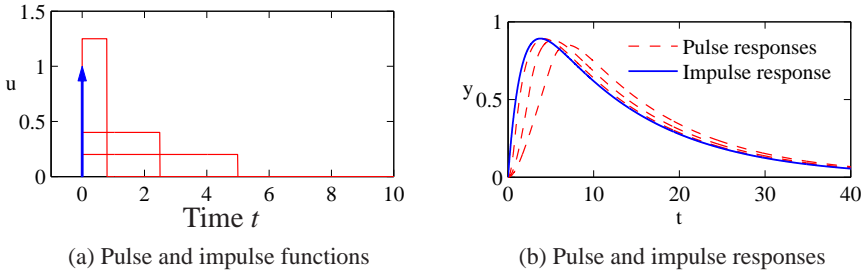 1.5
1
u
0.5
0
0 2 4 6 8 10
Time t
(a) Pulse and impulse functions
1
y
0.5
0
Pulse responses
Impulse response
0 10 20 30 40
t
(b) Pulse and impulse responses